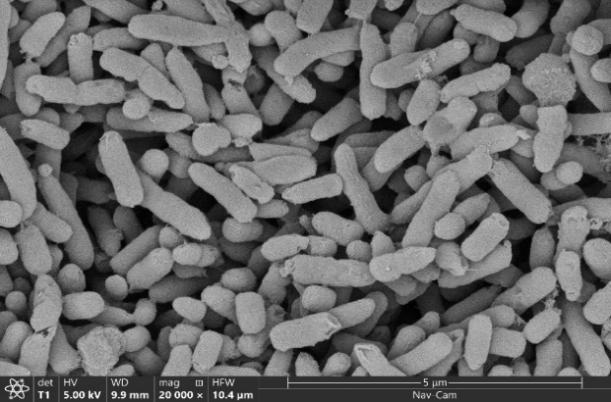 det HV WD mag HFW 5 μm
T1 5.00 kV 9.9 mm 20 000 × 10.4 μm Nav-Cam